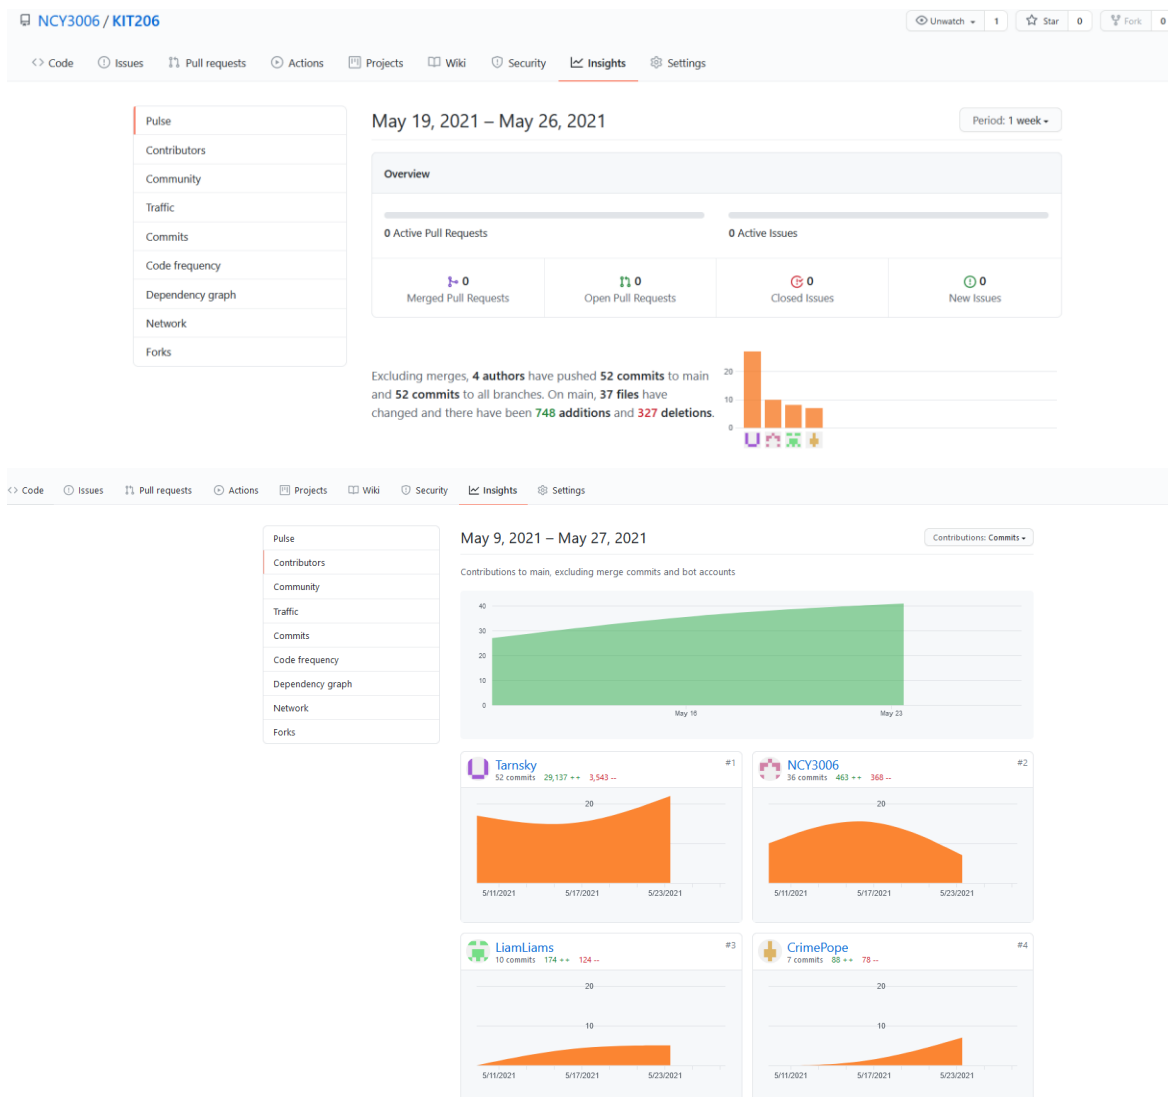 NCY3006 / KIT206
Unwatch 1 Star 0 Fork 0
Code Issues Pull requests Actions Projects Wiki Security Insights Settings
Pulse
Contributors
Community
Traffic
Commits
Code frequency
Dependency graph
Network
Forks
May 19, 2021 – May 26, 2021
Period: 1 week
Overview
0 Active Pull Requests
0 Active Issues
0
Merged Pull Requests
0
Open Pull Requests
0
Closed Issues
0
New Issues
Excluding merges, 4 authors have pushed 52 commits to main
and 52 commits to all branches. On main, 37 files have
changed and there have been 748 additions and 327 deletions.
20
10
0
Code Issues Pull requests Actions Projects Wiki Security Insights Settings
Pulse
Contributors
Community
Traffic
Commits
Code frequency
Dependency graph
Network
Forks
May 9, 2021 – May 27, 2021
Contributions: Commits
Contributions to main, excluding merge commits and bot accounts
40
30
20
10
0
May 16 May 23
Tarnsky #1
52 commits 29,137 ++ 3,543 --
20
5/11/2021 5/17/2021 5/23/2021
NCY3006 #2
36 commits 463 ++ 368 --
20
5/11/2021 5/17/2021 5/23/2021
LiamLiams #3
10 commits 174 ++ 124 --
20
10
5/11/2021 5/17/2021 5/23/2021
CrimePope #4
7 commits 88 ++ 78 --
20
10
5/11/2021 5/17/2021 5/23/2021